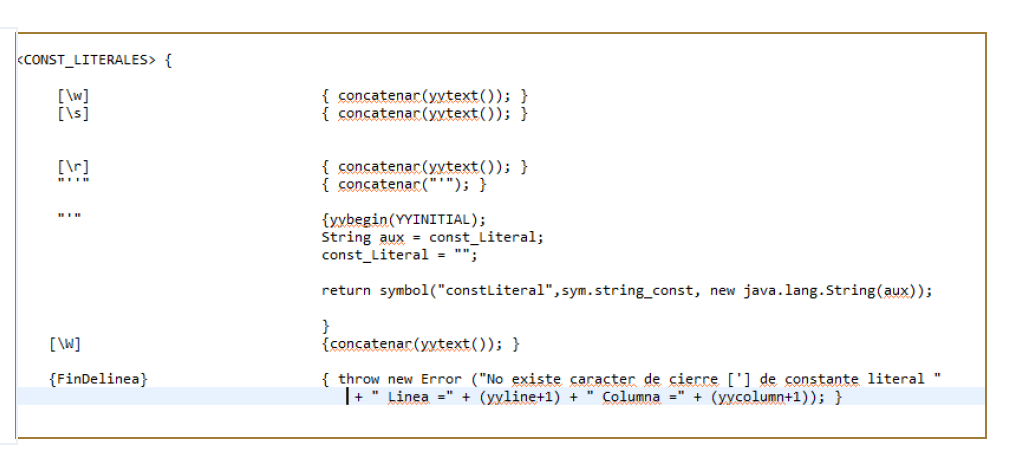 <CONST_LITERALES> {
[\w] { concatenar(yytext()); }
[\s] { concatenar(yytext()); }
[\r] { concatenar(yytext()); }
"''" { concatenar("'"); }
"'" {yybegin(YYINITIAL);
String aux = const_Literal;
const_Literal = "";
return symbol("constLiteral",sym.string_const, new java.lang.String(aux));
}
[\W] {concatenar(yytext()); }
{FinDelinea} { throw new Error ("No existe caracter de cierre ['] de constante literal "
+ " Linea =" + (yyline+1) + " Columna =" + (yycolumn+1)); }